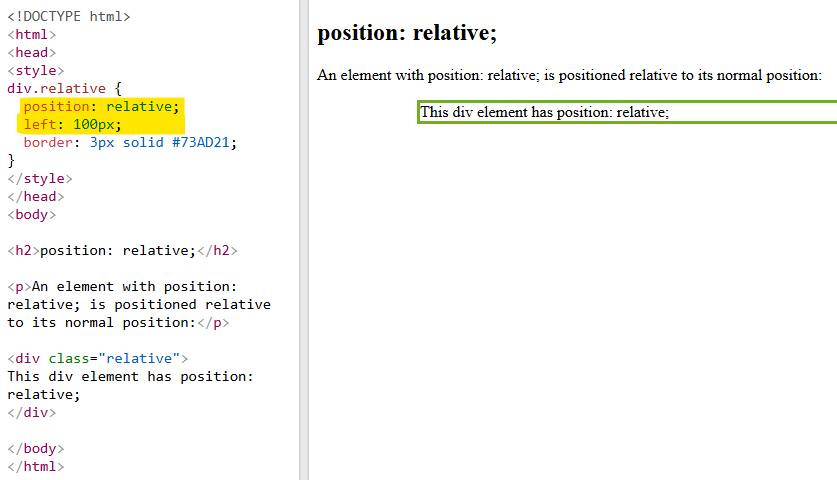 <!DOCTYPE html>
<html>
<head>
<style>
div.relative {
  position: relative;
  left: 100px;
  border: 3px solid #73AD21;
}
</style>
</head>
<body>

<h2>position: relative;</h2>

<p>An element with position:
relative; is positioned relative
to its normal position:</p>

<div class="relative">
This div element has position:
relative;
</div>

</body>
</html>

position: relative;
An element with position: relative; is positioned relative to its normal position:
This div element has position: relative;